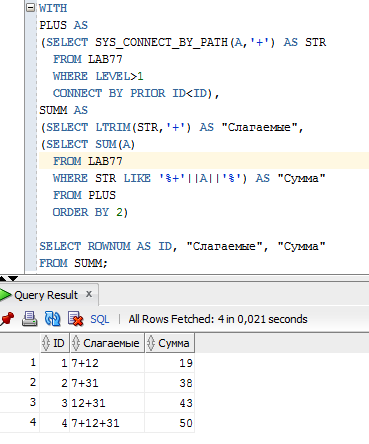 WITH
PLUS AS
(SELECT SYS_CONNECT_BY_PATH(A,'+') AS STR
FROM LAB77
WHERE LEVEL>1
CONNECT BY PRIOR ID<ID),
SUMM AS
(SELECT LTRIM(STR,'+') AS "Слагаемые",
(SELECT SUM(A)
FROM LAB77
WHERE STR LIKE '%+'||A||'%') AS "Сумма"
FROM PLUS
ORDER BY 2)
SELECT ROWNUM AS ID, "Слагаемые", "Сумма"
FROM SUMM;
Query Result x
SQL | All Rows Fetched: 4 in 0,021 seconds
ID Слагаемые Сумма
1 1 7+12 19
2 2 7+31 38
3 3 12+31 43
4 4 7+12+31 50